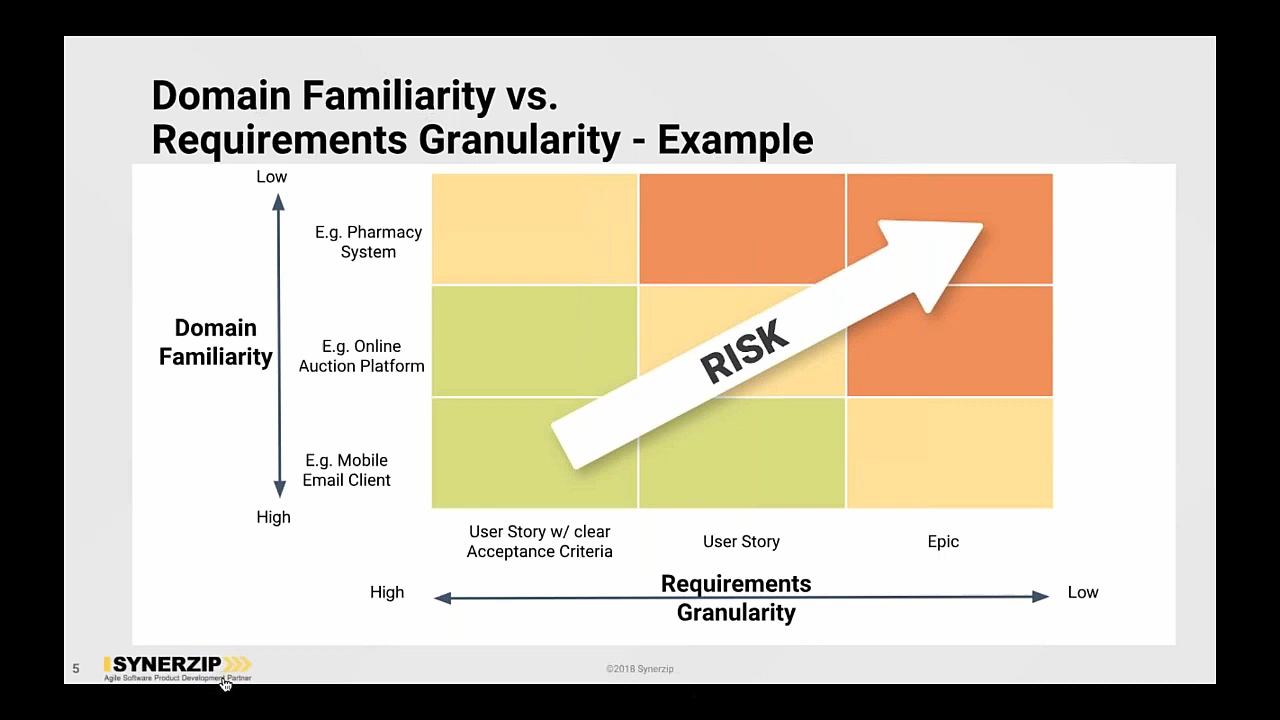 Domain Familiarity vs.
Requirements Granularity - Example
Low
E.g. Pharmacy
System
Domain
Familiarity
E.g. Online
Auction Platform
RISK
E.g. Mobile
Email Client
High
User Story w/ clear
Acceptance Criteria
User Story
Epic
High
Requirements
Granularity
Low
5
SYNERZIP
Agile Software Product Development Partner
©2018 Synerzip